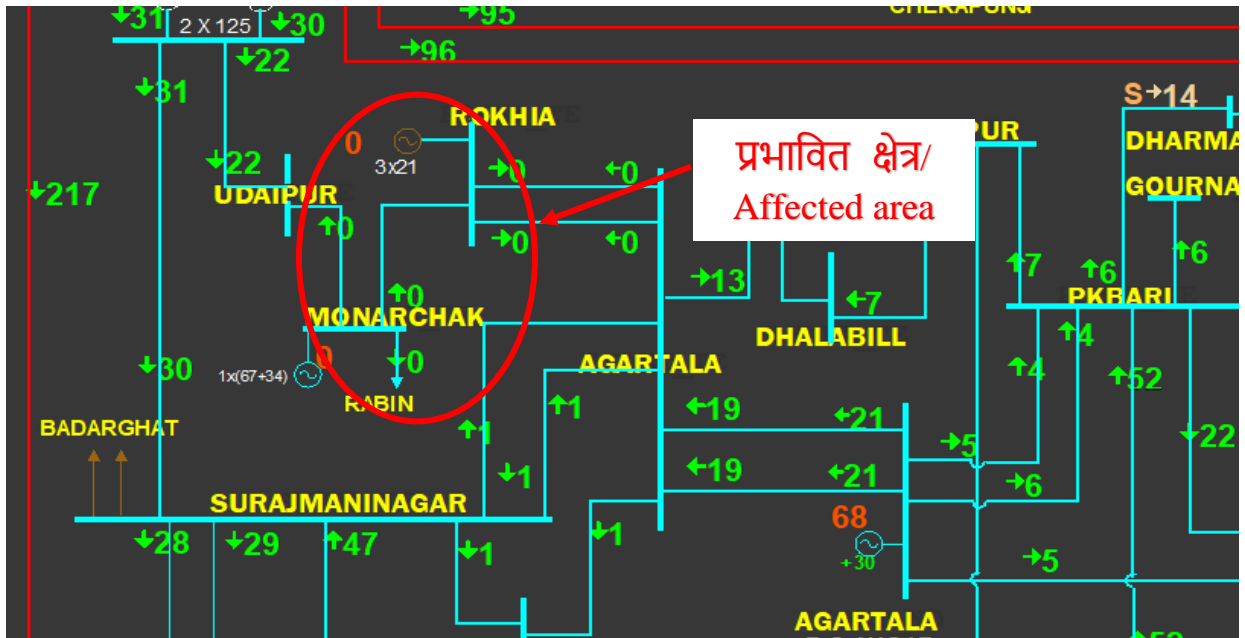 CHERAPUNJI
↓31
2 X 125
↓30
→95
↓22
→96
↓31
S→14
ROKHIA
0
3x21
प्रभावित क्षेत्र/
Affected area
PUR
DHARMA
GOURNA
↓22
→0
←0
↓217
UDAIPUR
↑0
→0
←0
↑6
↑7
↑6
→13
↑0
←7
PKBARI
MONARCHAK
DHALABILL
↑4
0
↓0
↓30
1x(67+34)
AGARTALA
↑4
↑52
RABIN
←19
←21
↑1
BADARGHAT
↑1
→5
↓22
←19
←21
↓1
→6
SURAJMANINAGAR
68
↓28
↓29
↑47
↓1
↓1
+30
→5
AGARTALA